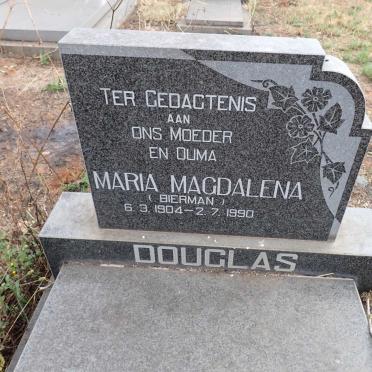 TER GEDAGTENIS
AAN
ONS MOEDER
EN OUMA
MARIA MAGDALENA
( BIERMAN )
6.3.1904-2.7.1990
DOUGLAS